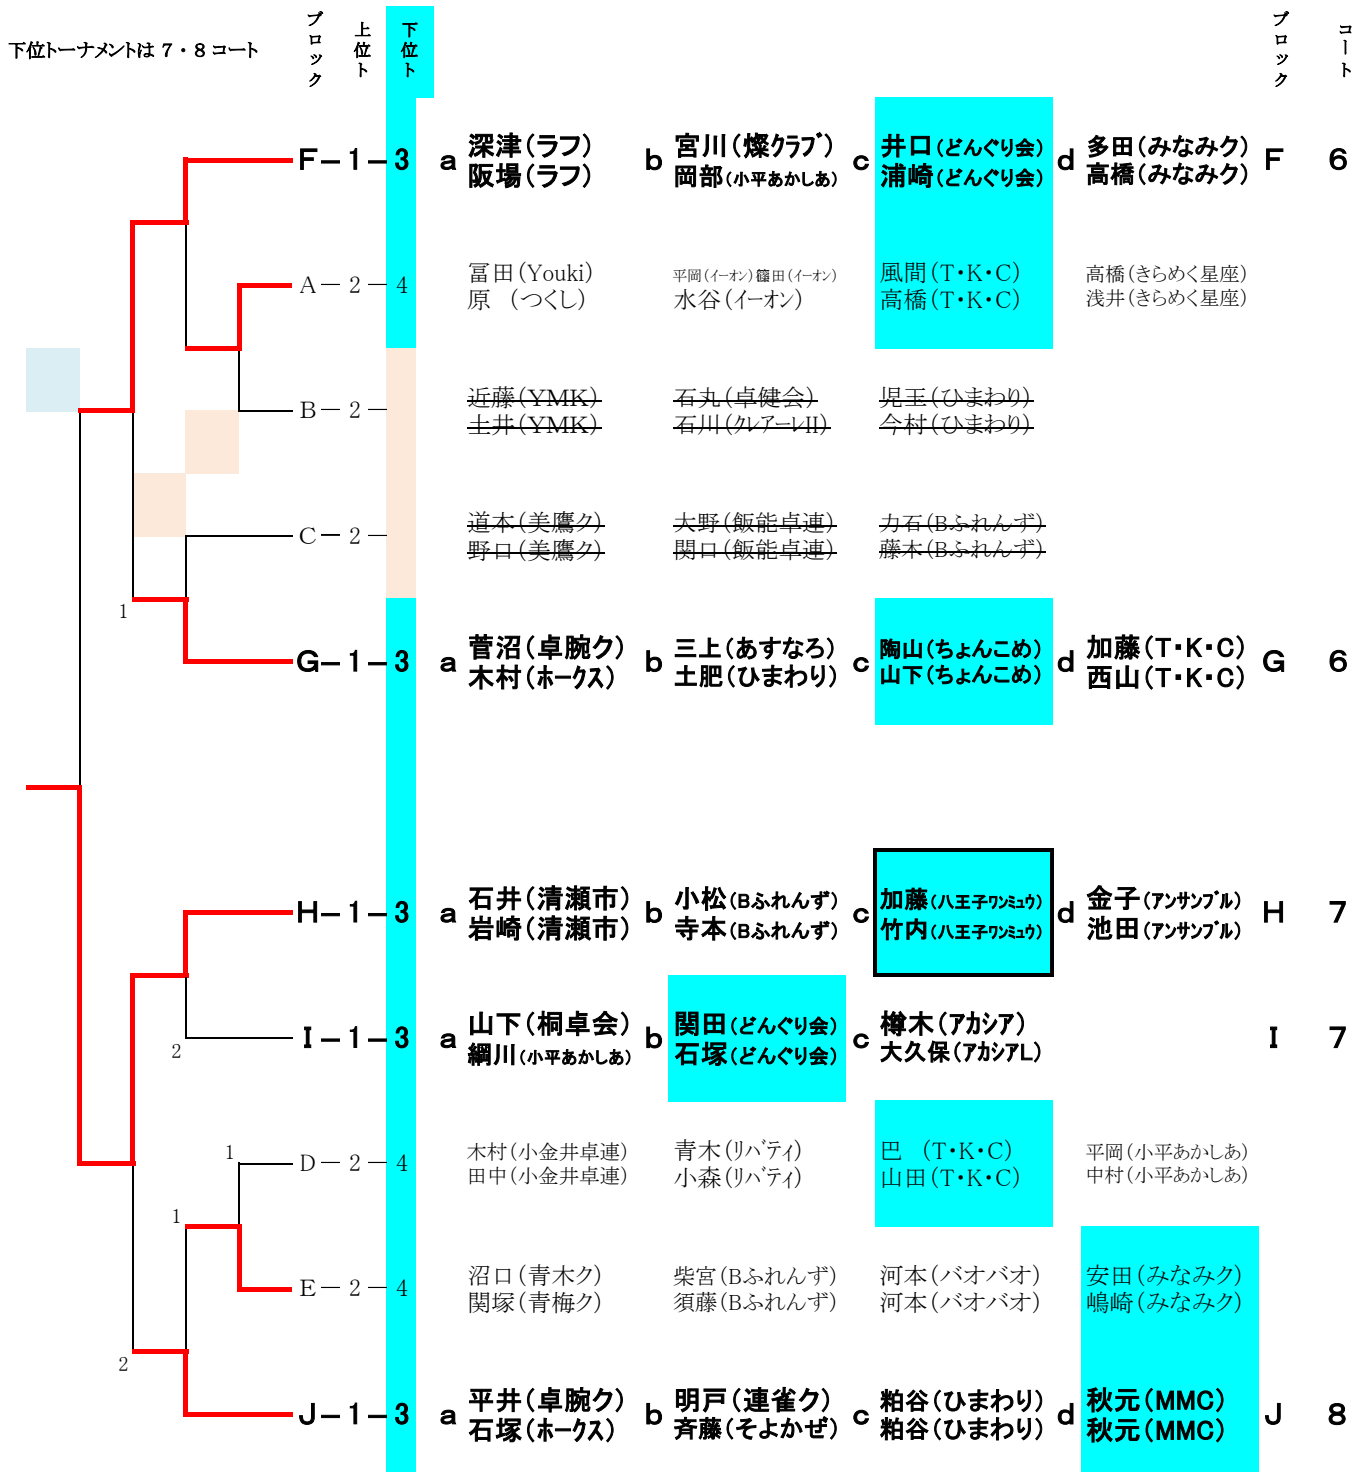 下位トーナメントは 7・8 コート
ブロック 上位ト 下位ト ブロック コート
F－1－3 a 深津(ラフ) b 宮川(燦クラブ) c 井口(どんぐり会) d 多田(みなみク) F 6
阪場(ラフ) 岡部(小平あかしあ) 浦崎(どんぐり会) 高橋(みなみク)
A－2－4 冨田(Youki) 平岡(イーオン)篠田(イーオン) 風間(T・K・C) 高橋(きらめく星座)
原　(つくし) 水谷(イーオン) 高橋(T・K・C) 浅井(きらめく星座)
B－2－ 近藤(YMK) 石丸(卓健会) 児玉(ひまわり)
土井(YMK) 石川(クレアーレII) 今村(ひまわり)
C－2－ 道本(美鷹ク) 大野(飯能卓連) 力石(Bふれんず)
野口(美鷹ク) 関口(飯能卓連) 藤木(Bふれんず)
1
G－1－3 a 菅沼(卓腕ク) b 三上(あすなろ) c 陶山(ちょんこめ) d 加藤(T・K・C) G 6
木村(ホークス) 土肥(ひまわり) 山下(ちょんこめ) 西山(T・K・C)
H－1－3 a 石井(清瀬市) b 小松(Bふれんず) c 加藤(八王子ワンミュウ) d 金子(アンサンブル) H 7
岩崎(清瀬市) 寺本(Bふれんず) 竹内(八王子ワンミュウ) 池田(アンサンブル)
I－1－3 a 山下(桐卓会) b 関田(どんぐり会) c 樽木(アカシア) I 7
綱川(小平あかしあ) 石塚(どんぐり会) 大久保(アカシアL)
2
1 D－2－4 木村(小金井卓連) 青木(リバティ) 巴　(T・K・C) 平岡(小平あかしあ)
田中(小金井卓連) 小森(リバティ) 山田(T・K・C) 中村(小平あかしあ)
1
E－2－4 沼口(青木ク) 柴宮(Bふれんず) 河本(バオバオ) 安田(みなみク)
関塚(青梅ク) 須藤(Bふれんず) 河本(バオバオ) 嶋崎(みなみク)
2
J－1－3 a 平井(卓腕ク) b 明戸(連雀ク) c 粕谷(ひまわり) d 秋元(MMC) J 8
石塚(ホークス) 斉藤(そよかぜ) 粕谷(ひまわり) 秋元(MMC)